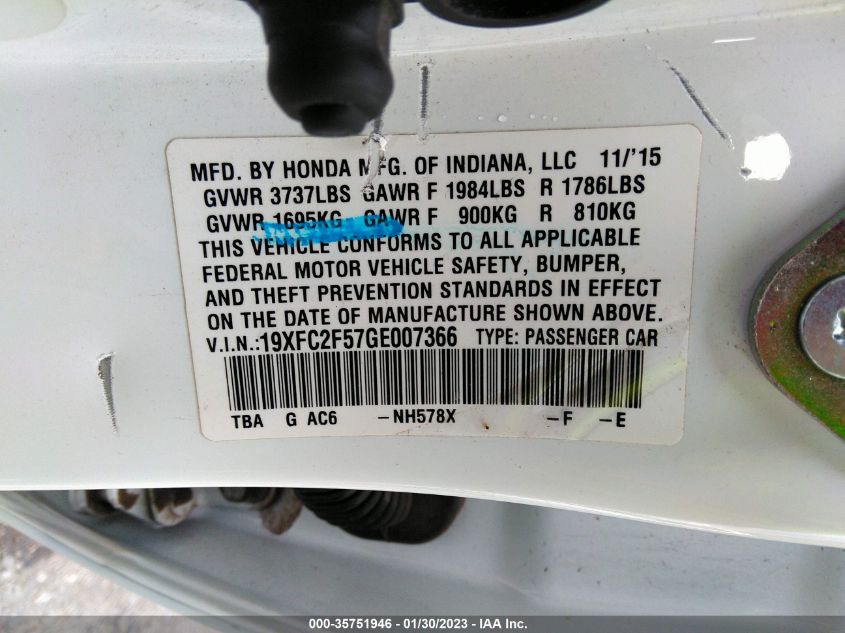 MFD. BY HONDA MFG. OF INDIANA, LLC 11/'15
GVWR 3737LBS GAWR F 1984LBS R 1786LBS
GVWR 1695KG GAWR F 900KG R 810KG
THIS VEHICLE CONFORMS TO ALL APPLICABLE
FEDERAL MOTOR VEHICLE SAFETY, BUMPER,
AND THEFT PREVENTION STANDARDS IN EFFECT
ON THE DATE OF MANUFACTURE SHOWN ABOVE.
V.I.N.:19XFC2F57GE007366 TYPE: PASSENGER CAR
TBA G AC6 -NH578X -F -E
000-35751946 - 01/30/2023 - IAA Inc.